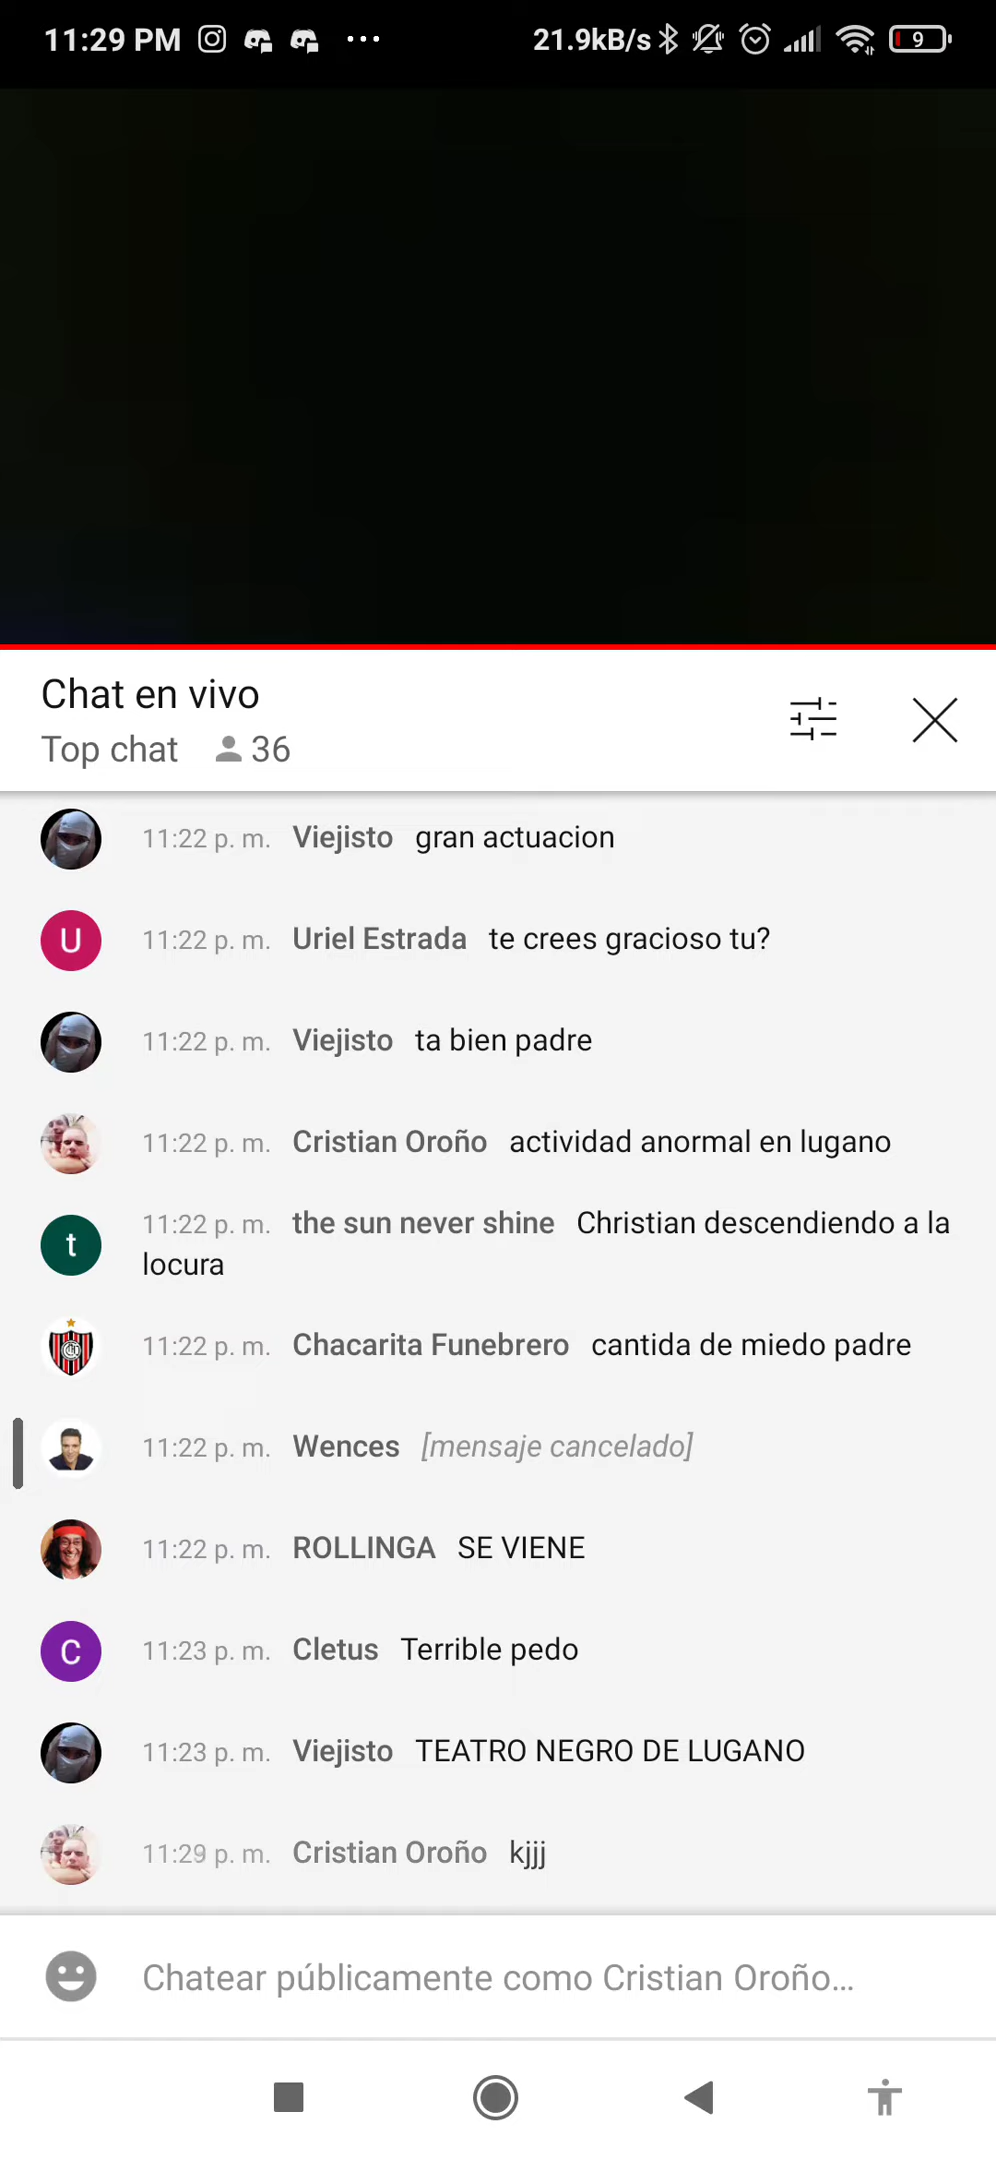 11:29 PM ... 21.9kB/s 9
Chat en vivo
Top chat 36
11:22 p. m. Viejisto gran actuacion
U 11:22 p. m. Uriel Estrada te crees gracioso tu?
11:22 p. m. Viejisto ta bien padre
11:22 p. m. Cristian Oroño actividad anormal en lugano
t 11:22 p. m. the sun never shine Christian descendiendo a la
locura
11:22 p. m. Chacarita Funebrero cantida de miedo padre
11:22 p. m. Wences [mensaje cancelado]
11:22 p. m. ROLLINGA SE VIENE
C 11:23 p. m. Cletus Terrible pedo
11:23 p. m. Viejisto TEATRO NEGRO DE LUGANO
11:29 p. m. Cristian Oroño kjjj
Chatear públicamente como Cristian Oroño...